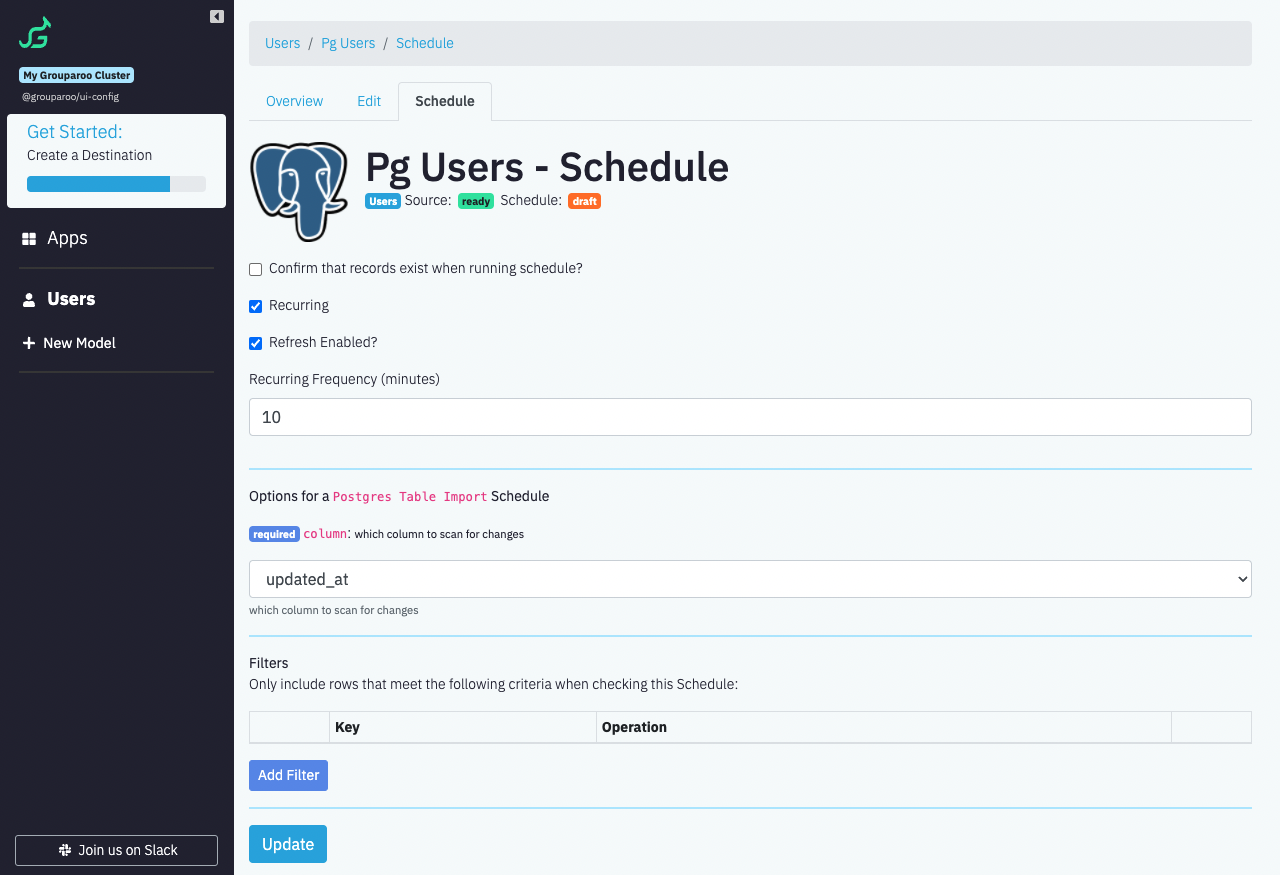 My Grouparoo Cluster
@grouparoo/ui-config
Get Started:
Create a Destination
Apps
Users
New Model
Join us on Slack
Users / Pg Users / Schedule
Overview Edit Schedule
Pg Users - Schedule
Users Source: ready Schedule: draft
Confirm that records exist when running schedule?
Recurring
Refresh Enabled?
Recurring Frequency (minutes)
10
Options for a Postgres Table Import Schedule
required column: which column to scan for changes
updated_at
which column to scan for changes
Filters
Only include rows that meet the following criteria when checking this Schedule:
Key Operation
Add Filter
Update